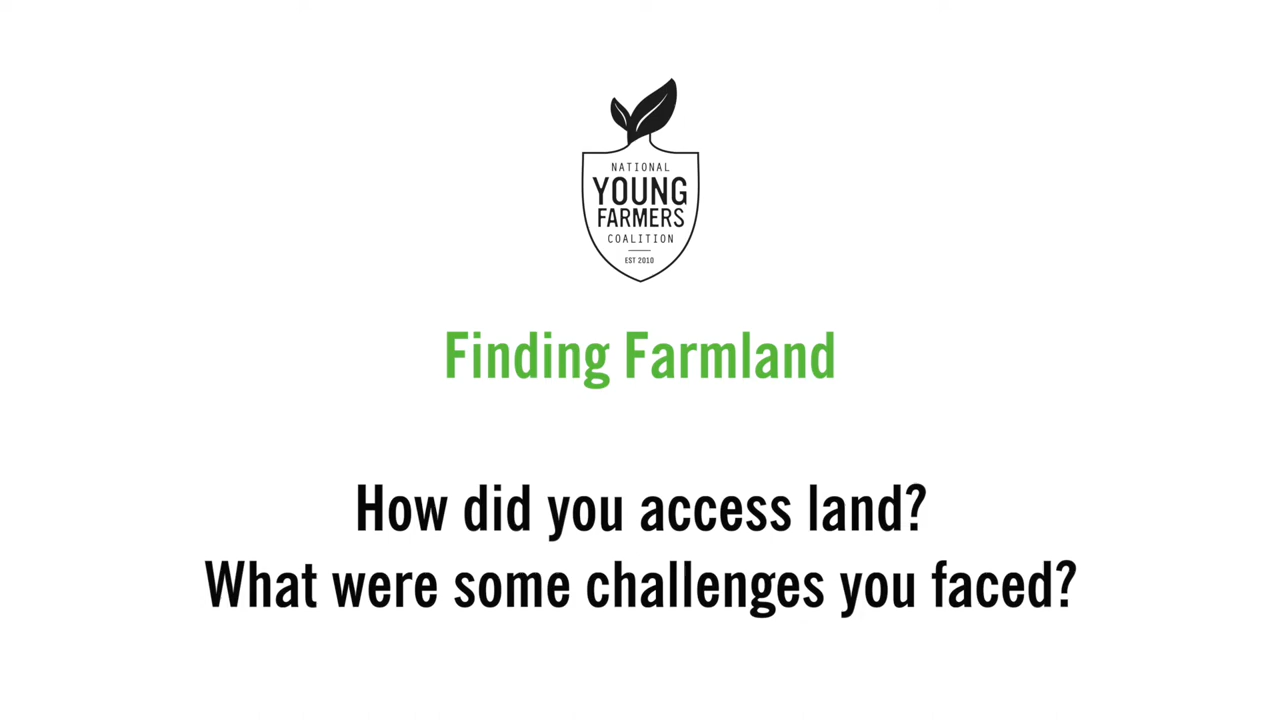 NATIONAL
YOUNG
FARMERS
COALITION
EST 2010
Finding Farmland
How did you access land?
What were some challenges you faced?